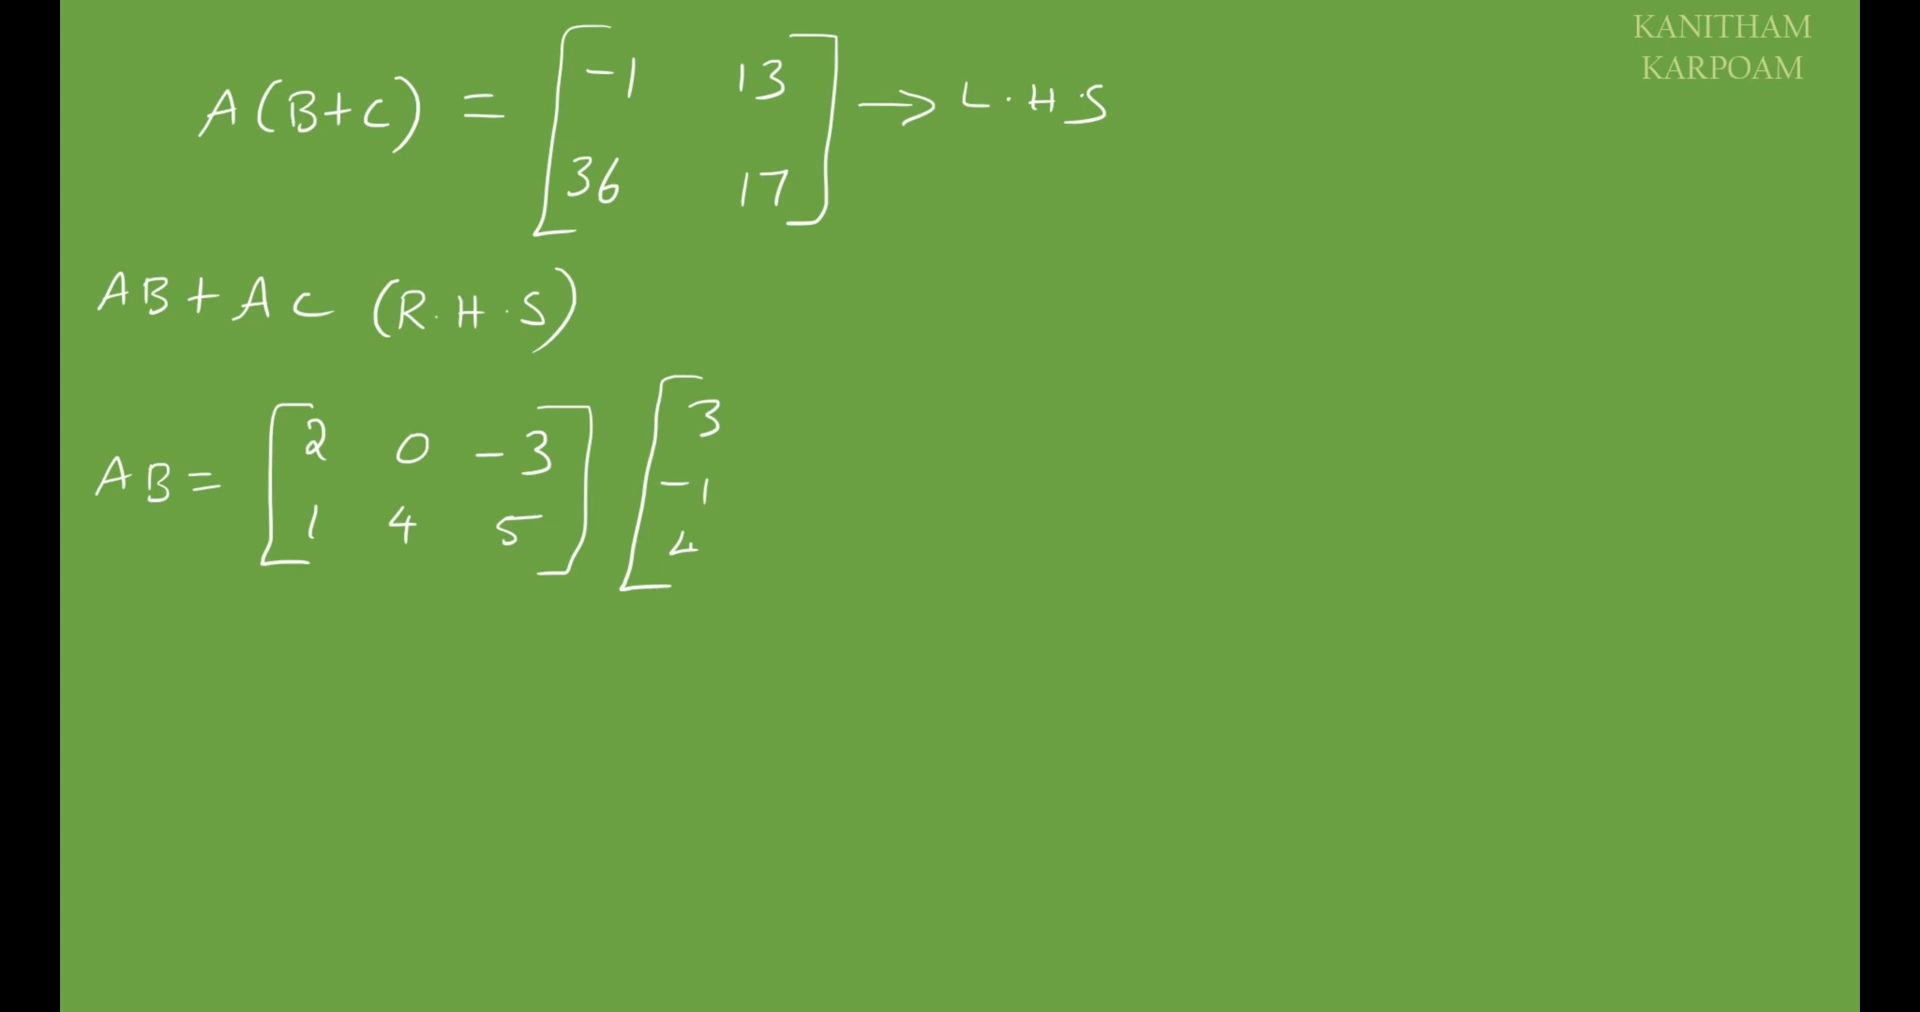 KANITHAM
KARPOAM
A(B+C) = [-1 13
36 17] → L.H.S
AB+AC (R.H.S)
AB = [2 0 -3
1 4 5] [3
-1
4